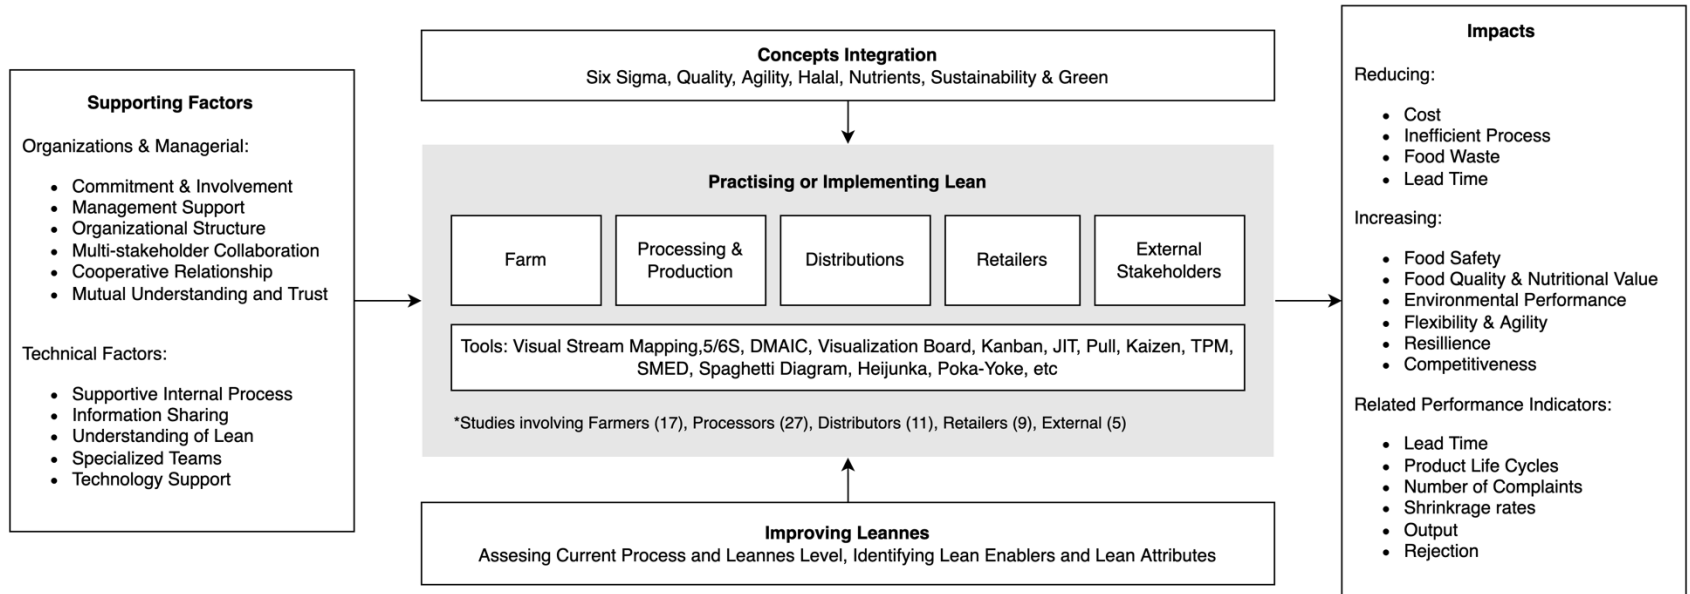 Supporting Factors
Organizations & Managerial:
Commitment & Involvement
Management Support
Organizational Structure
Multi-stakeholder Collaboration
Cooperative Relationship
Mutual Understanding and Trust
Technical Factors:
Supportive Internal Process
Information Sharing
Understanding of Lean
Specialized Teams
Technology Support
Concepts Integration
Six Sigma, Quality, Agility, Halal, Nutrients, Sustainability & Green
Practising or Implementing Lean
Farm
Processing &
Production
Distributions
Retailers
External
Stakeholders
Tools: Visual Stream Mapping,5/6S, DMAIC, Visualization Board, Kanban, JIT, Pull, Kaizen, TPM,
SMED, Spaghetti Diagram, Heijunka, Poka-Yoke, etc
*Studies involving Farmers (17), Processors (27), Distributors (11), Retailers (9), External (5)
Improving Leannes
Assesing Current Process and Leannes Level, Identifying Lean Enablers and Lean Attributes
Impacts
Reducing:
Cost
Inefficient Process
Food Waste
Lead Time
Increasing:
Food Safety
Food Quality & Nutritional Value
Environmental Performance
Flexibility & Agility
Resillience
Competitiveness
Related Performance Indicators:
Lead Time
Product Life Cycles
Number of Complaints
Shrinkrage rates
Output
Rejection